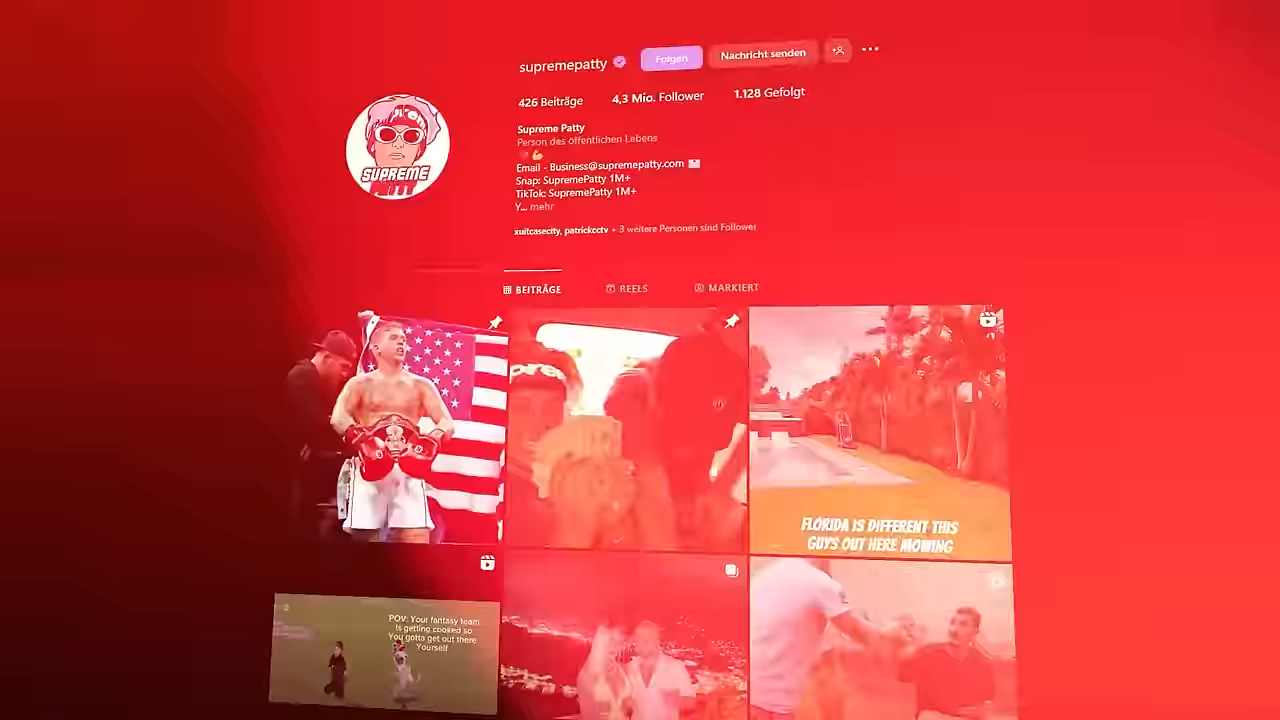 supremepatty
Folgen
Nachricht senden
426 Beiträge
4,3 Mio. Follower
1.128 Gefolgt
Supreme Patty
Person des öffentlichen Lebens
Email - Business@supremepatty.com
Snap: SupremePatty 1M+
TikTok: SupremePatty 1M+
Y... mehr
xuitcasecity, patrickcctv + 3 weitere Personen sind Follower
SUPREME
BEITRÄGE
REELS
MARKIERT
FLORIDA IS DIFFERENT THIS
GUYS OUT HERE MOWING
POV: Your fantasy team
is getting cooked so
You gotta get out there
Yourself